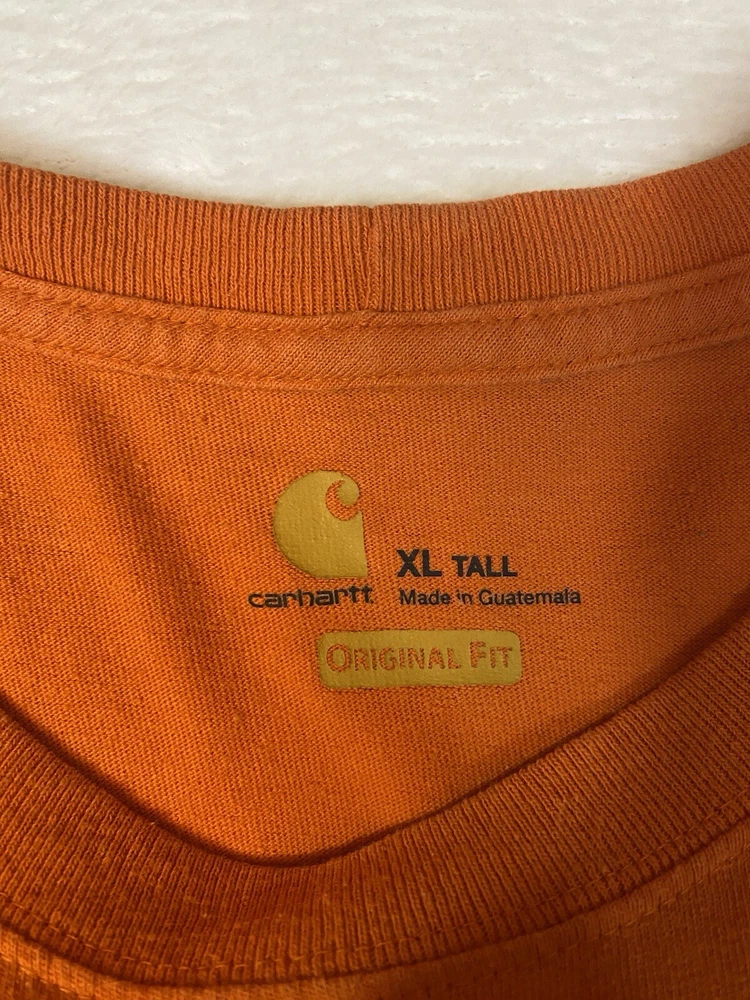 XL TALL
carhartt
Made in Guatemala
ORIGINAL FIT